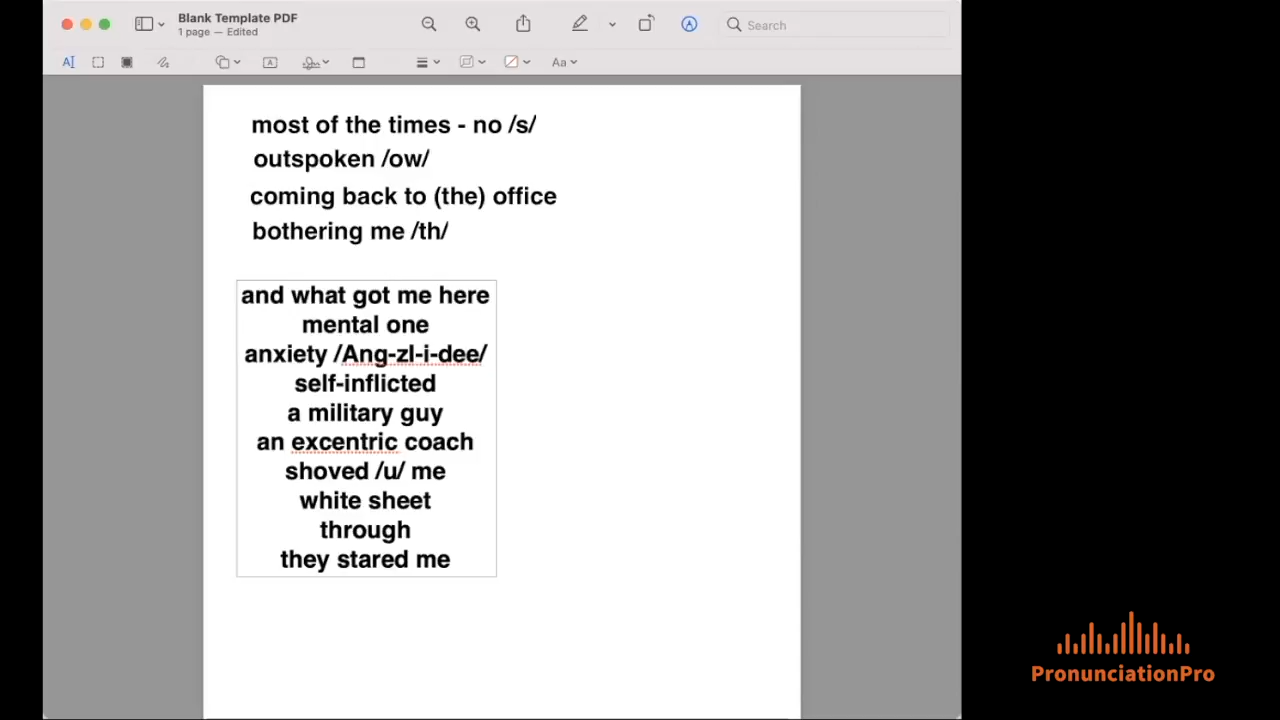 Blank Template PDF
1 page — Edited
Search
Aa
most of the times - no /s/
outspoken /ow/
coming back to (the) office
bothering me /th/
and what got me here
mental one
anxiety /Ang-zI-i-dee/
self-inflicted
a military guy
an excentric coach
shoved /u/ me
white sheet
through
they stared me
PronunciationPro